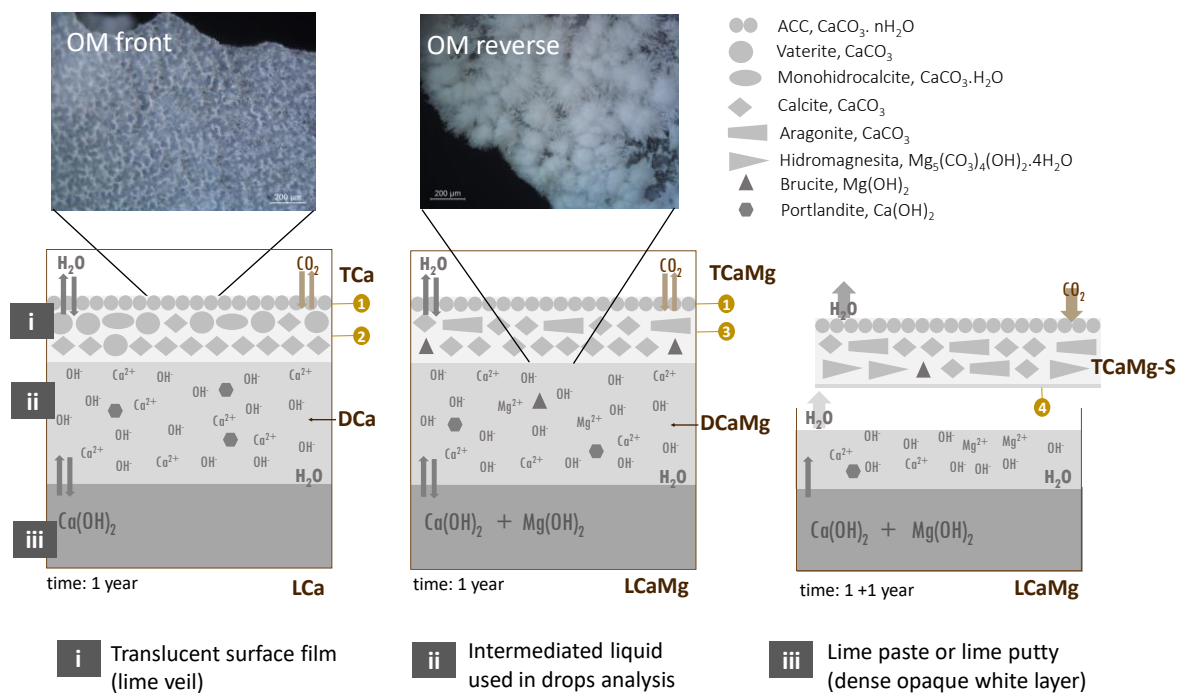 OM front
200 µm
OM reverse
200 µm
ACC, CaCO₃. nH₂O
Vaterite, CaCO₃
Monohidrocalcite, CaCO₃.H₂O
Calcite, CaCO₃
Aragonite, CaCO₃
Hidromagnesita, Mg₅(CO₃)₄(OH)₂.4H₂O
Brucite, Mg(OH)₂
Portlandite, Ca(OH)₂
H₂O
CO₂
TCa
1
i
2
ii
Ca²⁺ OH⁻ OH⁻ Ca²⁺
OH⁻ Ca²⁺ OH⁻
OH⁻ Ca²⁺ OH⁻
OH⁻ Ca²⁺
Ca²⁺ OH⁻ Ca²⁺
Ca²⁺ OH⁻ OH⁻
OH⁻
DCa
H₂O
iii
Ca(OH)₂
time: 1 year
LCa
H₂O
CO₂
TCaMg
1
3
OH⁻ OH⁻ OH⁻ Ca²⁺
OH⁻ Mg²⁺ OH⁻
OH⁻ Mg²⁺ OH⁻
OH⁻
Ca²⁺ OH⁻ Ca²⁺
OH⁻ Ca²⁺ OH⁻
OH⁻
DCaMg
H₂O
Ca(OH)₂ + Mg(OH)₂
time: 1 year
LCaMg
H₂O
CO₂
TCaMg-S
4
H₂O
OH⁻ OH⁻ OH⁻ Mg²⁺ Mg²⁺
Ca²⁺ OH⁻
OH⁻ Ca²⁺ OH⁻ OH⁻ OH⁻
H₂O
Ca(OH)₂ + Mg(OH)₂
time: 1 +1 year
LCaMg
i
Translucent surface film
(lime veil)
ii
Intermediated liquid
used in drops analysis
iii
Lime paste or lime putty
(dense opaque white layer)